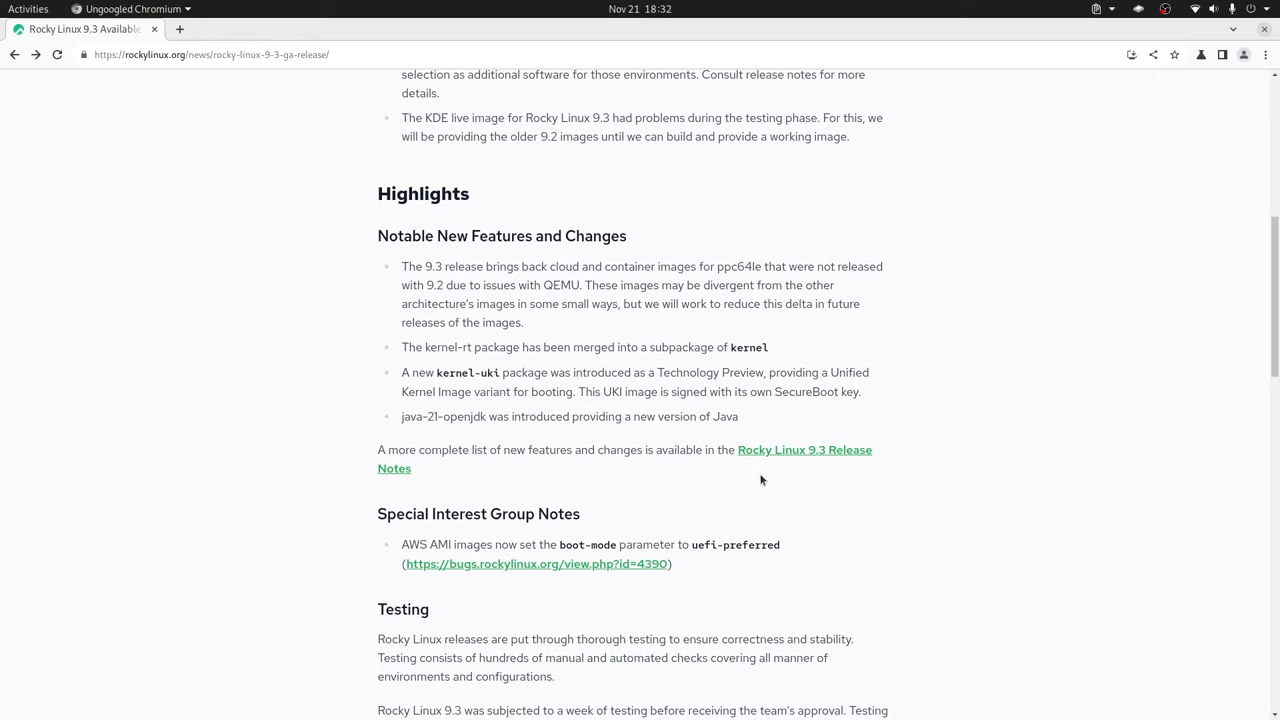 Activities
Ungoogled Chromium
Nov 21 18:32
Rocky Linux 9.3 Available
https://rockylinux.org/news/rocky-linux-9-3-ga-release/
selection as additional software for those environments. Consult release notes for more
details.
The KDE live image for Rocky Linux 9.3 had problems during the testing phase. For this, we
will be providing the older 9.2 images until we can build and provide a working image.
Highlights
Notable New Features and Changes
The 9.3 release brings back cloud and container images for ppc64le that were not released
with 9.2 due to issues with QEMU. These images may be divergent from the other
architecture's images in some small ways, but we will work to reduce this delta in future
releases of the images.
The kernel-rt package has been merged into a subpackage of kernel
A new kernel-uki package was introduced as a Technology Preview, providing a Unified
Kernel Image variant for booting. This UKI image is signed with its own SecureBoot key.
java-21-openjdk was introduced providing a new version of Java
A more complete list of new features and changes is available in the Rocky Linux 9.3 Release
Notes
Special Interest Group Notes
AWS AMI images now set the boot-mode parameter to uefi-preferred
(https://bugs.rockylinux.org/view.php?id=4390)
Testing
Rocky Linux releases are put through thorough testing to ensure correctness and stability.
Testing consists of hundreds of manual and automated checks covering all manner of
environments and configurations.
Rocky Linux 9.3 was subjected to a week of testing before receiving the team's approval. Testing